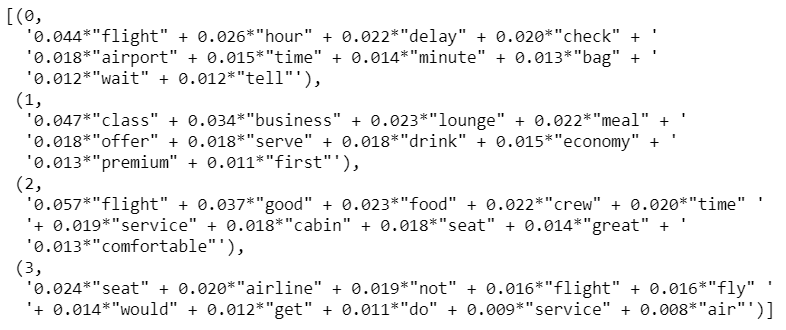 [(0,
'0.044*"flight" + 0.026*"hour" + 0.022*"delay" + 0.020*"check" + '
'0.018*"airport" + 0.015*"time" + 0.014*"minute" + 0.013*"bag" + '
'0.012*"wait" + 0.012*"tell"'),
(1,
'0.047*"class" + 0.034*"business" + 0.023*"lounge" + 0.022*"meal" + '
'0.018*"offer" + 0.018*"serve" + 0.018*"drink" + 0.015*"economy" + '
'0.013*"premium" + 0.011*"first"'),
(2,
'0.057*"flight" + 0.037*"good" + 0.023*"food" + 0.022*"crew" + 0.020*"time" '
'+ 0.019*"service" + 0.018*"cabin" + 0.018*"seat" + 0.014*"great" + '
'0.013*"comfortable"'),
(3,
'0.024*"seat" + 0.020*"airline" + 0.019*"not" + 0.016*"flight" + 0.016*"fly" '
'+ 0.014*"would" + 0.012*"get" + 0.011*"do" + 0.009*"service" + 0.008*"air"')]